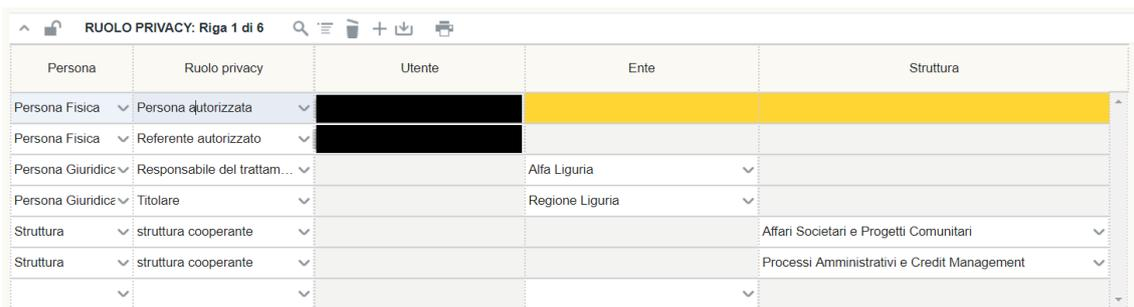 RUOLO PRIVACY: Riga 1 di 6
Persona Ruolo privacy Utente Ente Struttura
Persona Fisica Persona autorizzata
Persona Fisica Referente autorizzato
Persona Giuridica Responsabile del trattam... Alfa Liguria
Persona Giuridica Titolare Regione Liguria
Struttura struttura cooperante Affari Societari e Progetti Comunitari
Struttura struttura cooperante Processi Amministrativi e Credit Management